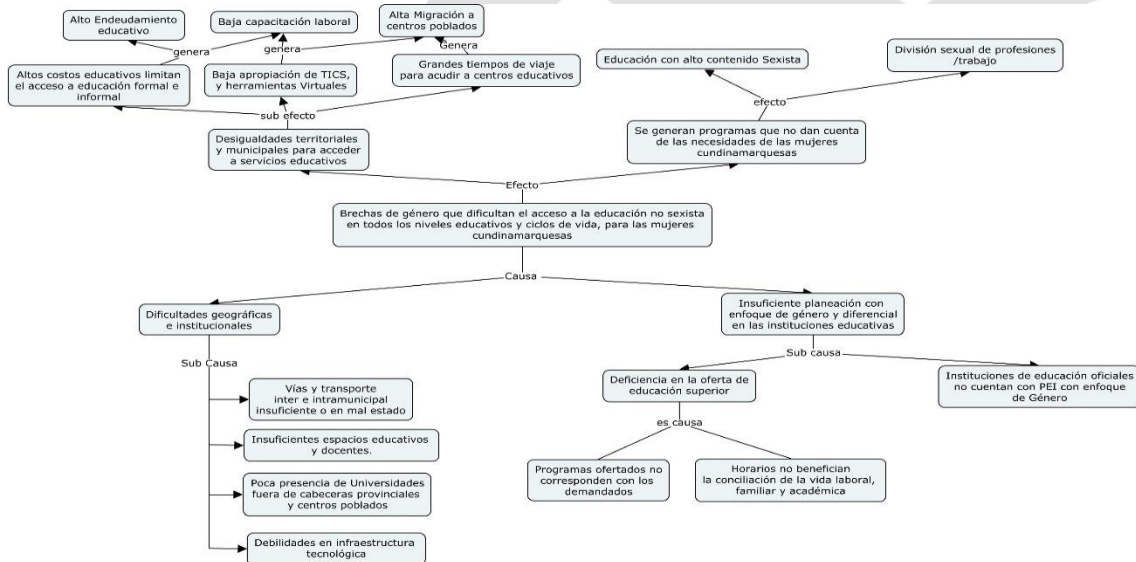 Alto Endeudamiento
educativo
Baja capacitación laboral
Alta Migración a
centros poblados
genera
genera
Genera
Altos costos educativos limitan
el acceso a educación formal e
informal
Baja apropiación de TICS,
y herramientas Virtuales
Grandes tiempos de viaje
para acudir a centros educativos
Educación con alto contenido Sexista
División sexual de profesiones
/trabajo
sub efecto
efecto
Desigualdades territoriales
y municipales para acceder
a servicios educativos
Se generan programas que no dan cuenta
de las necesidades de las mujeres
cundinamarquesas
Efecto
Brechas de género que dificultan el acceso a la educación no sexista
en todos los niveles educativos y ciclos de vida, para las mujeres
cundinamarquesas
Causa
Dificultades geográficas
e institucionales
Insuficiente planeación con
enfoque de género y diferencial
en las instituciones educativas
Sub Causa
Sub causa
Vías y transporte
inter e intramunicipal
insuficiente o en mal estado
Insuficientes espacios educativos
y docentes.
Poca presencia de Universidades
fuera de cabeceras provinciales
y centros poblados
Debilidades en infraestructura
tecnológica
Deficiencia en la oferta de
educación superior
Instituciones de educación oficiales
no cuentan con PEI con enfoque
de Género
es causa
Programas ofertados no
corresponden con los
demandados
Horarios no benefician
la conciliación de la vida laboral,
familiar y académica